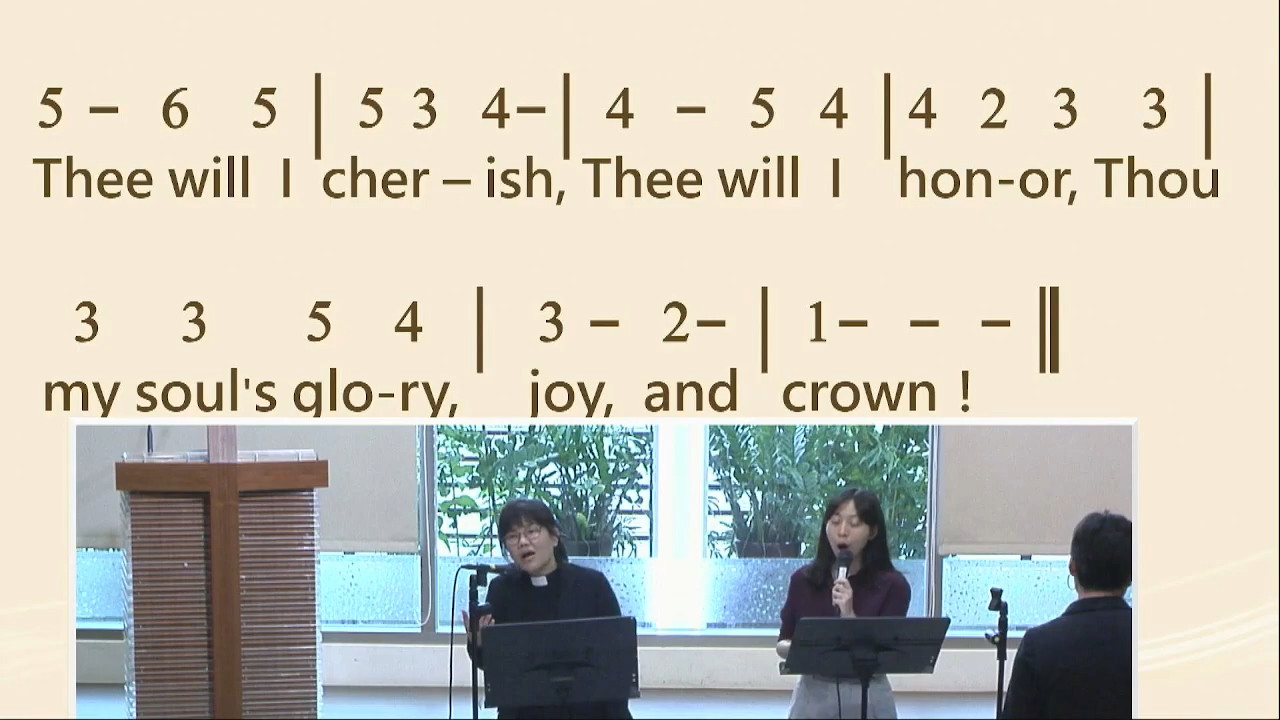 5 – 6 5 | 5 3 4– | 4 – 5 4 | 4 2 3 3 |
Thee will I cher – ish, Thee will I hon-or, Thou
3 3 5 4 | 3 – 2– | 1– – – ‖
my soul's glo-ry, joy, and crown !